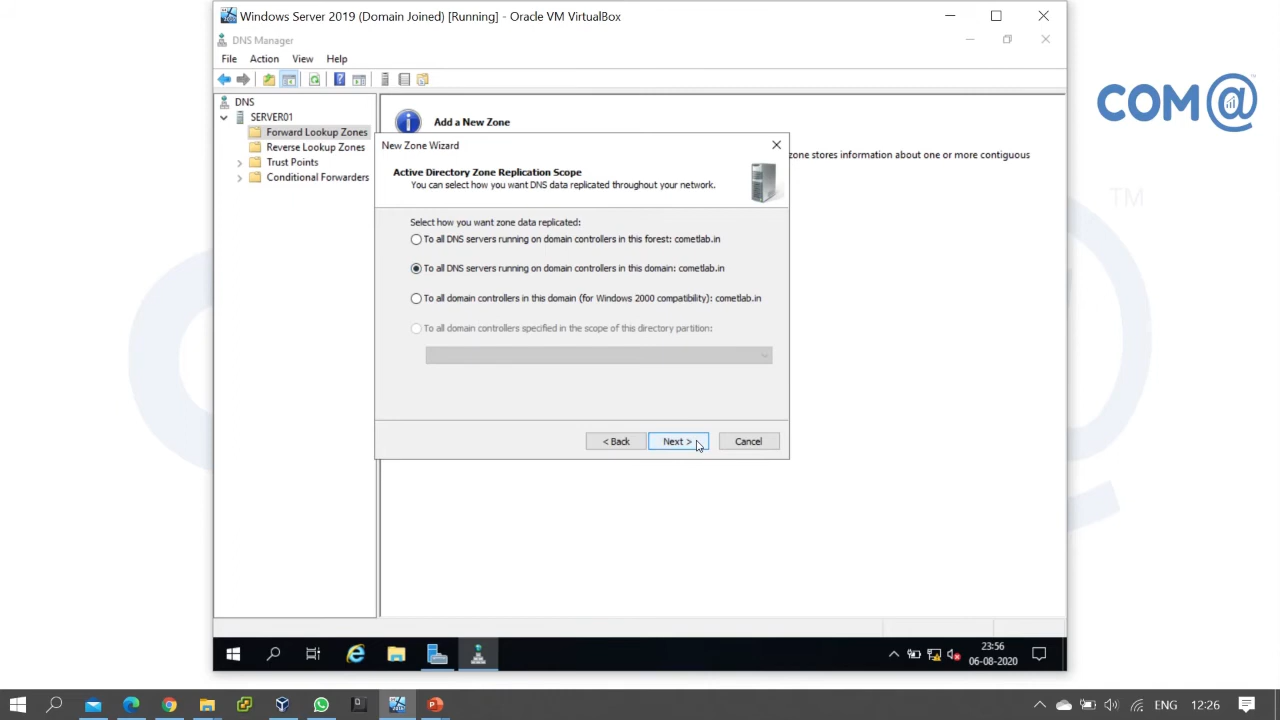 Windows Server 2019 (Domain Joined) [Running] - Oracle VM VirtualBox
DNS Manager
File Action View Help
COM@
TM
DNS
SERVER01
Forward Lookup Zones
Reverse Lookup Zones
Trust Points
Conditional Forwarders
Add a New Zone
zone stores information about one or more contiguous
New Zone Wizard
Active Directory Zone Replication Scope
You can select how you want DNS data replicated throughout your network.
Select how you want zone data replicated:
To all DNS servers running on domain controllers in this forest: cometlab.in
To all DNS servers running on domain controllers in this domain: cometlab.in
To all domain controllers in this domain (for Windows 2000 compatibility): cometlab.in
To all domain controllers specified in the scope of this directory partition:
< Back Next > Cancel
TM
23:56
06-08-2020
ENG 12:26